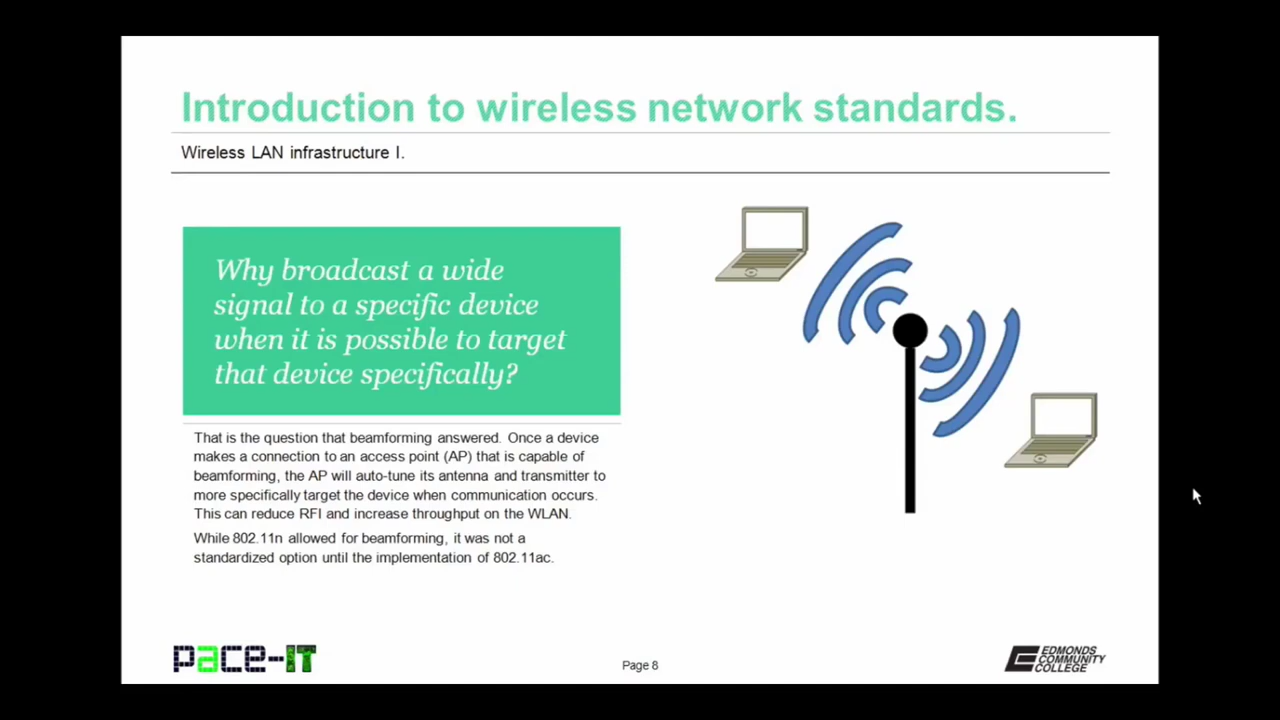 Introduction to wireless network standards.
Wireless LAN infrastructure I.
Why broadcast a wide
signal to a specific device
when it is possible to target
that device specifically?
That is the question that beamforming answered. Once a device
makes a connection to an access point (AP) that is capable of
beamforming, the AP will auto-tune its antenna and transmitter to
more specifically target the device when communication occurs.
This can reduce RFI and increase throughput on the WLAN.
While 802.11n allowed for beamforming, it was not a
standardized option until the implementation of 802.11ac.
pace-IT
Page 8
EDMONDS
COMMUNITY
COLLEGE